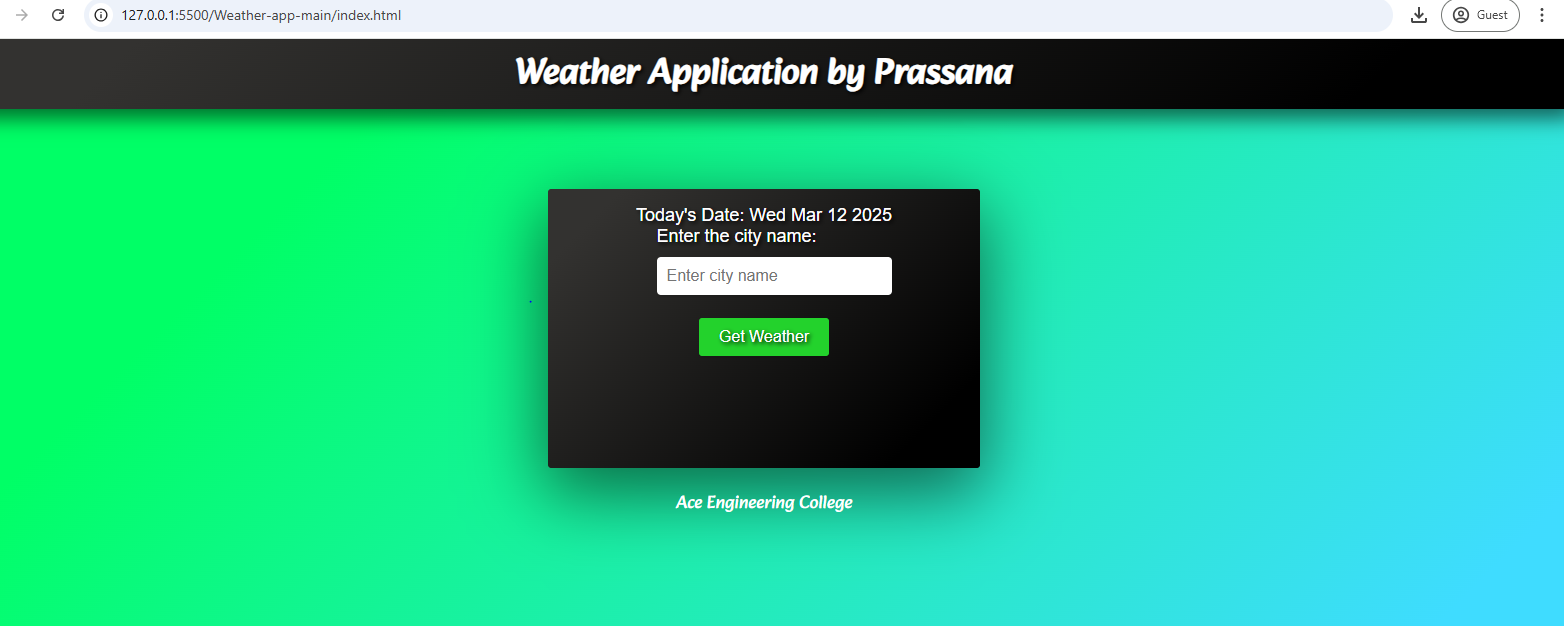 127.0.0.1:5500/Weather-app-main/index.html
Guest
Weather Application by Prassana
Today's Date: Wed Mar 12 2025
Enter the city name:
Enter city name
Get Weather
Ace Engineering College